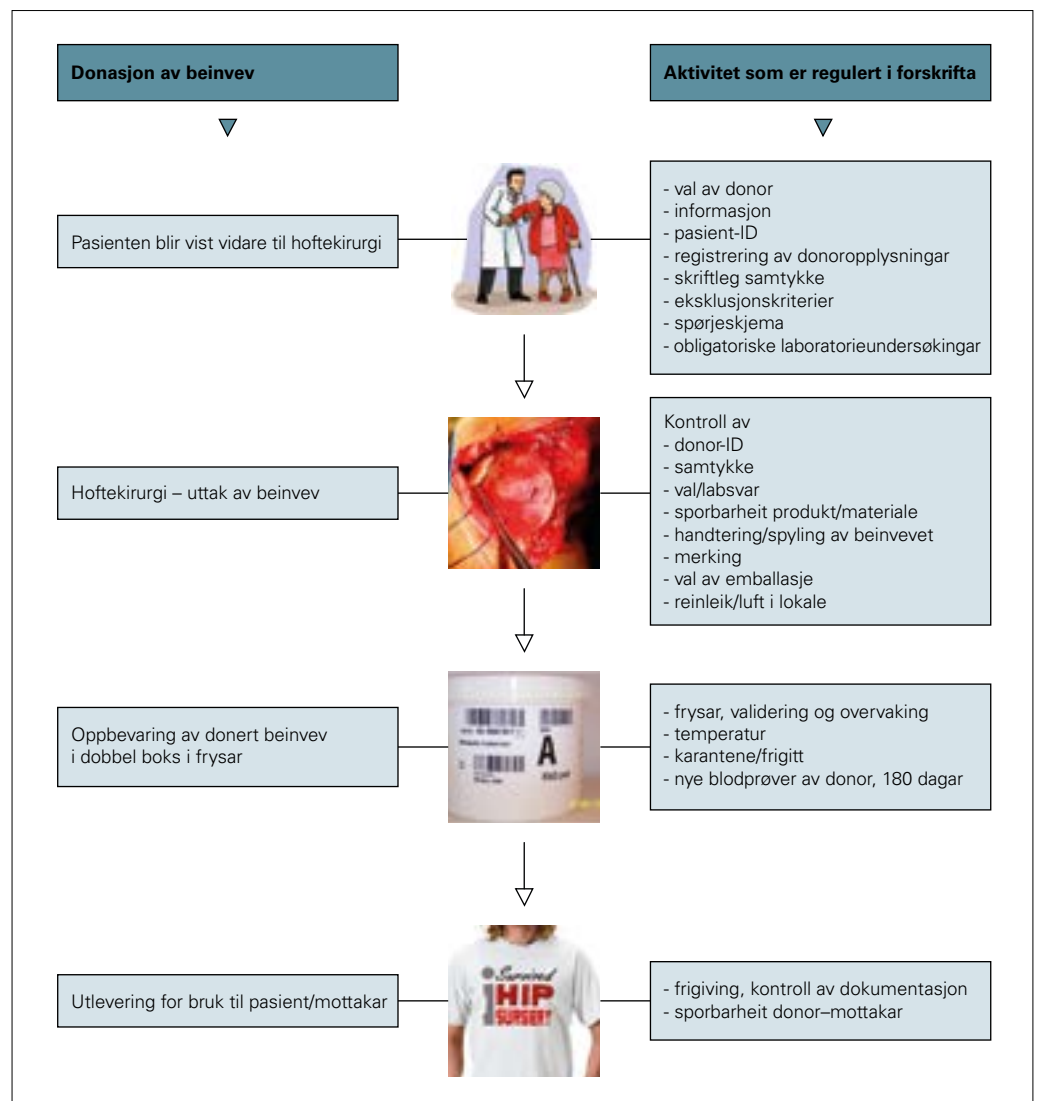 Donasjon av beinvev
Aktivitet som er regulert i forskrifta
Pasienten blir vist vidare til hoftekirurgi
- val av donor
- informasjon
- pasient-ID
- registrering av donoropplysningar
- skriftleg samtykke
- eksklusjonskriterier
- spørjeskjema
- obligatoriske laboratorieundersøkingar
Hoftekirurgi – uttak av beinvev
Kontroll av
- donor-ID
- samtykke
- val/labsvar
- sporbarheit produkt/materiale
- handtering/spyling av beinvevet
- merking
- val av emballasje
- reinleik/luft i lokale
Oppbevaring av donert beinvev
i dobbel boks i frysar
A
- frysar, validering og overvaking
- temperatur
- karantene/frigitt
- nye blodprøver av donor, 180 dagar
Utlevering for bruk til pasient/mottakar
i Survived
HIP
SURGERY
- frigiving, kontroll av dokumentasjon
- sporbarheit donor–mottakar